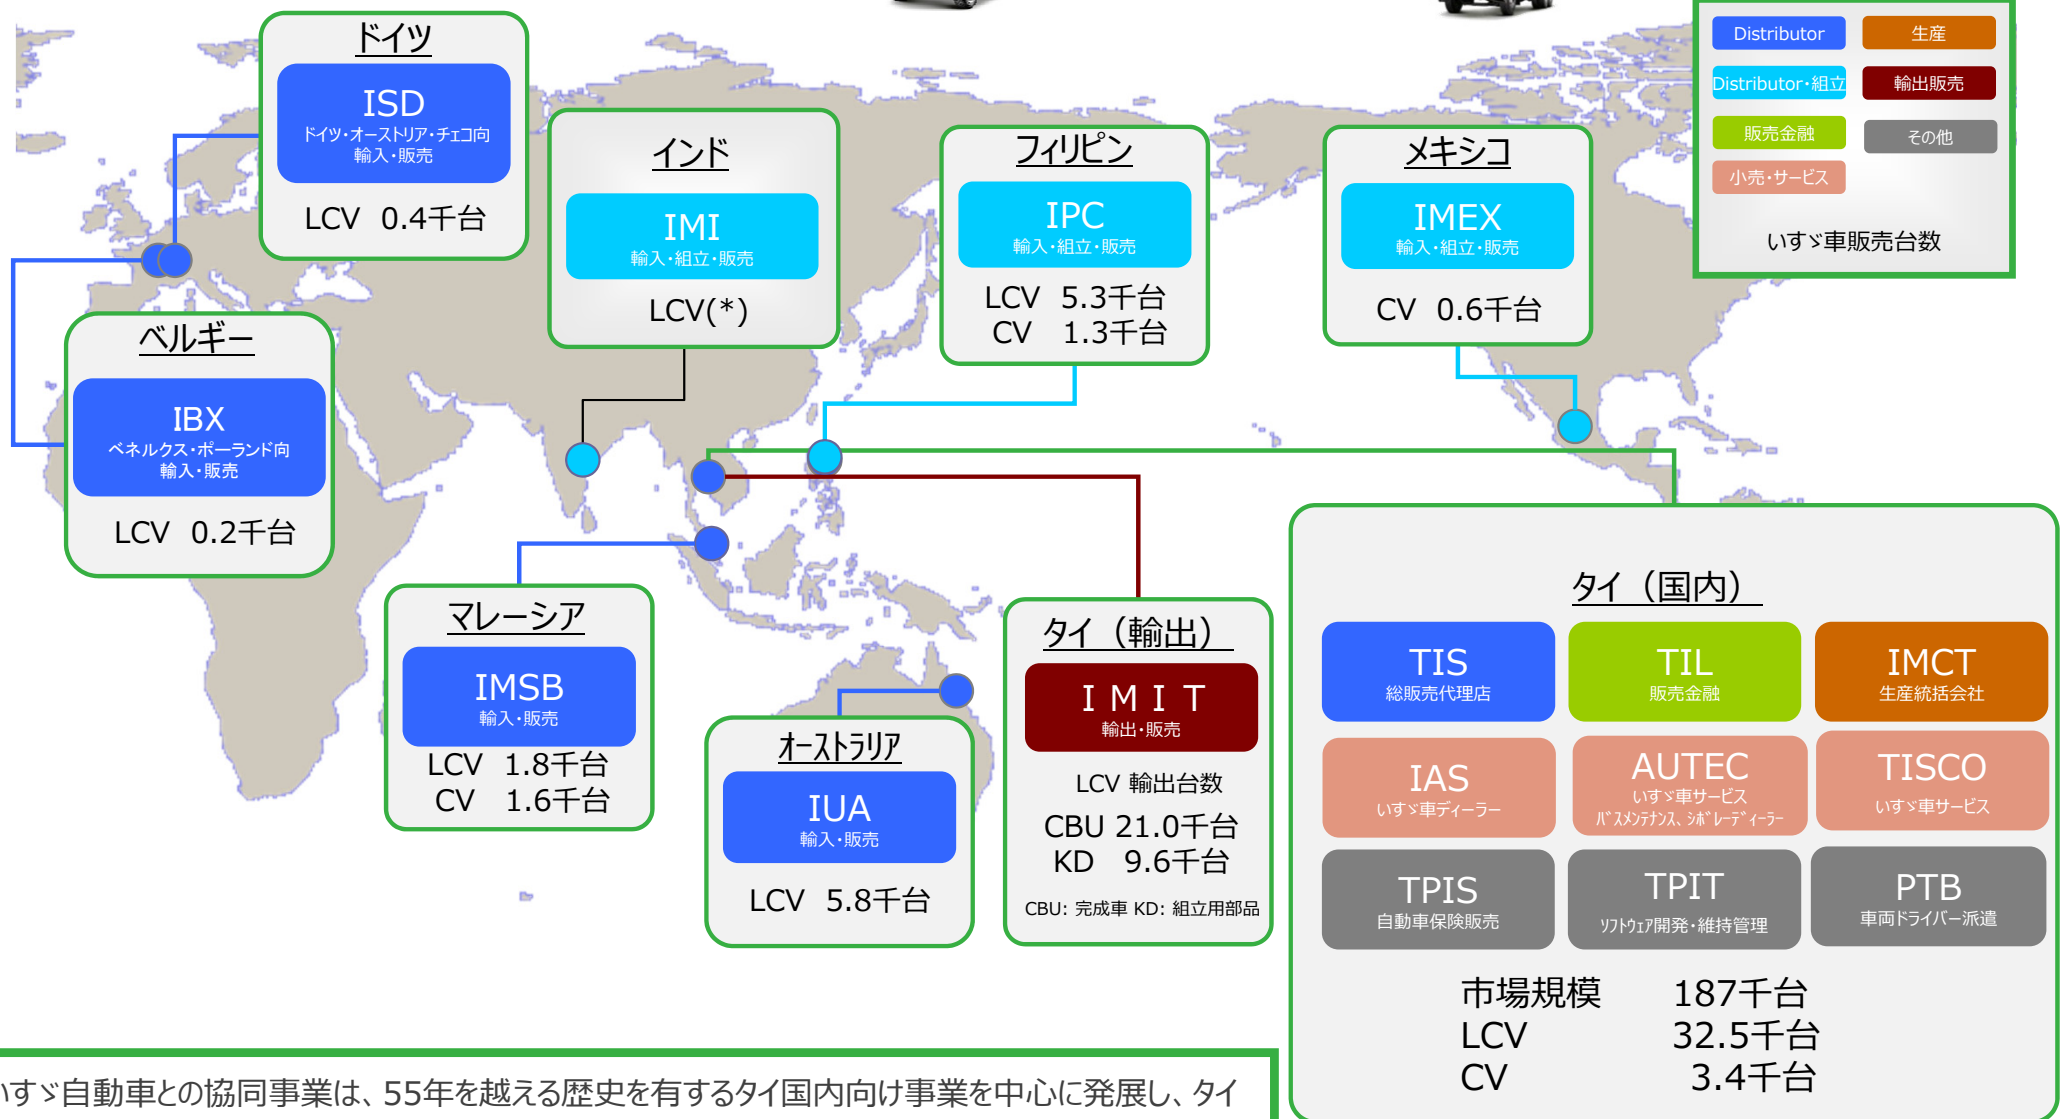 ドイツ
ISD
ドイツ・オーストリア・チェコ向
輸入・販売
LCV 0.4千台
インド
IMI
輸入・組立・販売
LCV(*)
フィリピン
IPC
輸入・組立・販売
LCV 5.3千台
CV 1.3千台
メキシコ
IMEX
輸入・組立・販売
CV 0.6千台
Distributor
生産
Distributor・組立
輸出販売
販売金融
その他
小売・サービス
いすゞ車販売台数
ベルギー
IBX
ベネルクス・ポーランド向
輸入・販売
LCV 0.2千台
マレーシア
IMSB
輸入・販売
LCV 1.8千台
CV 1.6千台
オーストラリア
IUA
輸入・販売
LCV 5.8千台
タイ（輸出）
ＩＭＩＴ
輸出・販売
LCV 輸出台数
CBU 21.0千台
KD 9.6千台
CBU: 完成車 KD: 組立用部品
タイ（国内）
TIS
総販売代理店
TIL
販売金融
IMCT
生産統括会社
IAS
いすゞ車ディーラー
AUTEC
いすゞ車サービス
バスメンテナンス、シボレーディーラー
TISCO
いすゞ車サービス
TPIS
自動車保険販売
TPIT
ソフトウェア開発・維持管理
PTB
車両ドライバー派遣
市場規模 187千台
LCV 32.5千台
CV 3.4千台
いすゞ自動車との協同事業は、55年を越える歴史を有するタイ国内向け事業を中心に発展し、タイ